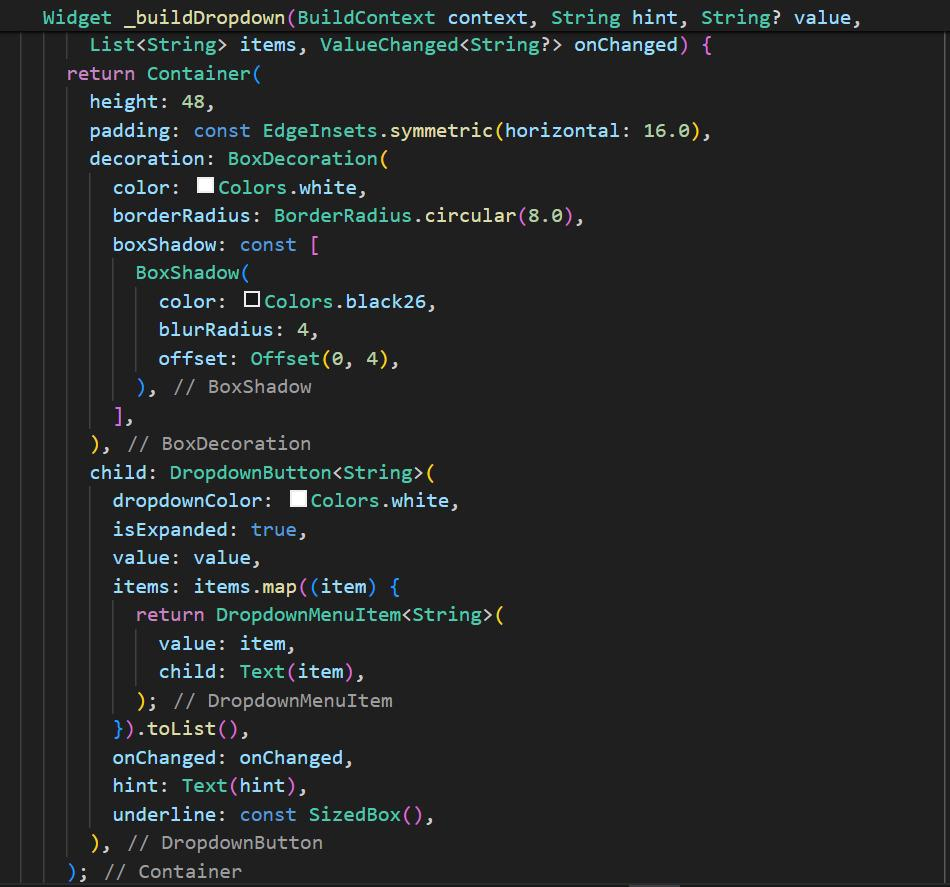 Widget _buildDropdown(BuildContext context, String hint, String? value,
    List<String> items, ValueChanged<String?> onChanged) {
  return Container(
    height: 48,
    padding: const EdgeInsets.symmetric(horizontal: 16.0),
    decoration: BoxDecoration(
      color: Colors.white,
      borderRadius: BorderRadius.circular(8.0),
      boxShadow: const [
        BoxShadow(
          color: Colors.black26,
          blurRadius: 4,
          offset: Offset(0, 4),
        ), // BoxShadow
      ],
    ), // BoxDecoration
    child: DropdownButton<String>(
      dropdownColor: Colors.white,
      isExpanded: true,
      value: value,
      items: items.map((item) {
        return DropdownMenuItem<String>(
          value: item,
          child: Text(item),
        ); // DropdownMenuItem
      }).toList(),
      onChanged: onChanged,
      hint: Text(hint),
      underline: const SizedBox(),
    ), // DropdownButton
  ); // Container